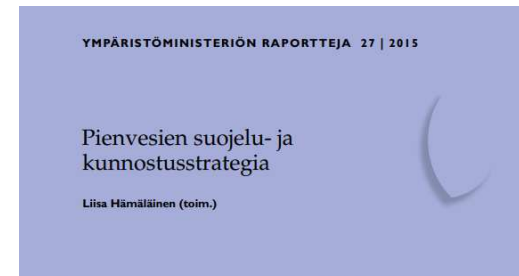 YMPÄRISTÖMINISTERIÖN RAPORTTEJA 27 | 2015
Pienvesien suojelu- ja
kunnostusstrategia
Liisa Hämäläinen (toim.)